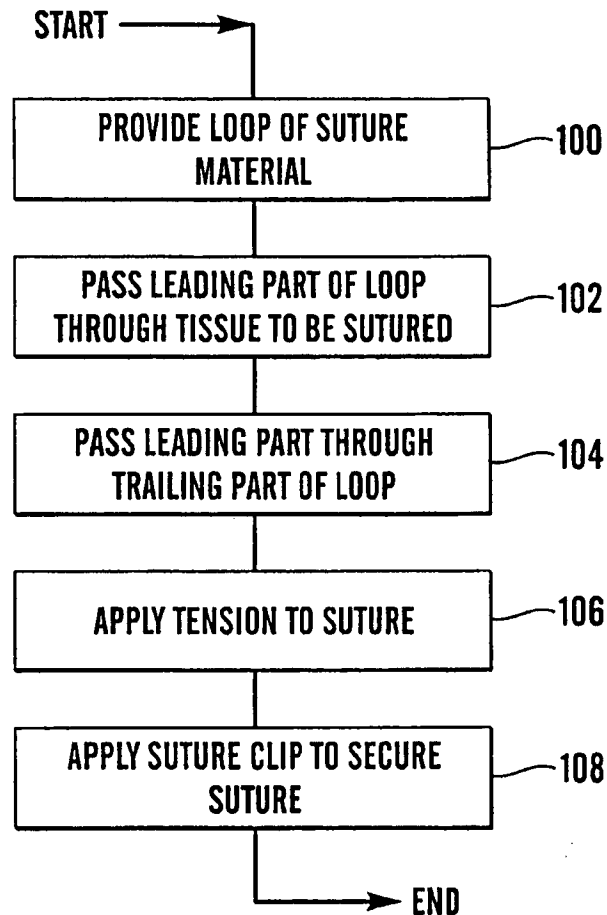 START
PROVIDE LOOP OF SUTURE
MATERIAL
100
PASS LEADING PART OF LOOP
THROUGH TISSUE TO BE SUTURED
102
PASS LEADING PART THROUGH
TRAILING PART OF LOOP
104
APPLY TENSION TO SUTURE
106
APPLY SUTURE CLIP TO SECURE
SUTURE
108
END